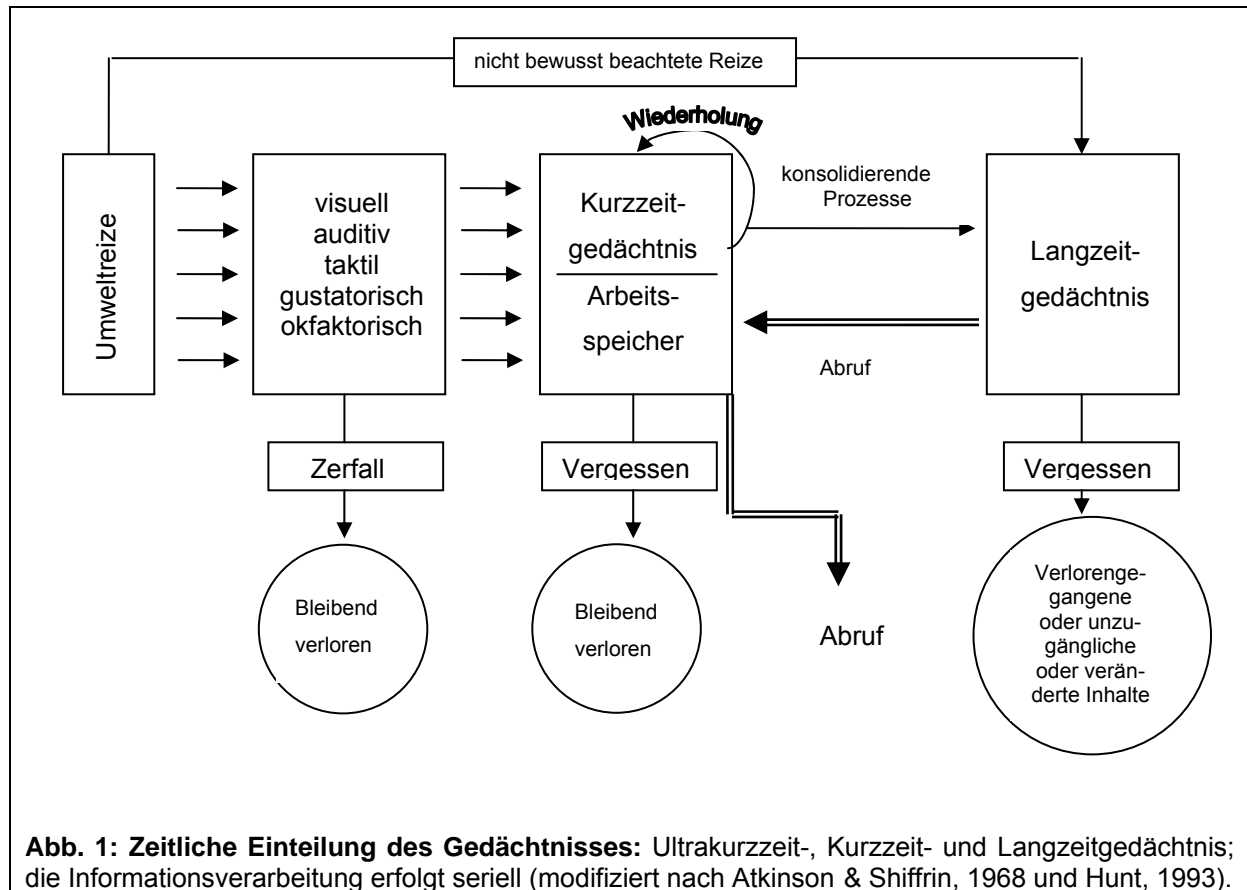 nicht bewusst beachtete Reize
Wiederholung
Umweltreize
visuell
auditiv
taktil
gustatorisch
okfaktorisch
Kurzzeit-
gedächtnis
Arbeits-
speicher
konsolidierende
Prozesse
Langzeit-
gedächtnis
Abruf
Zerfall
Vergessen
Vergessen
Bleibend
verloren
Bleibend
verloren
Abruf
Verlorenge-
gangene
oder unzu-
gängliche
oder verän-
derte Inhalte
Abb. 1: Zeitliche Einteilung des Gedächtnisses: Ultrakurzzeit-, Kurzzeit- und Langzeitgedächtnis;
die Informationsverarbeitung erfolgt seriell (modifiziert nach Atkinson & Shiffrin, 1968 und Hunt, 1993).